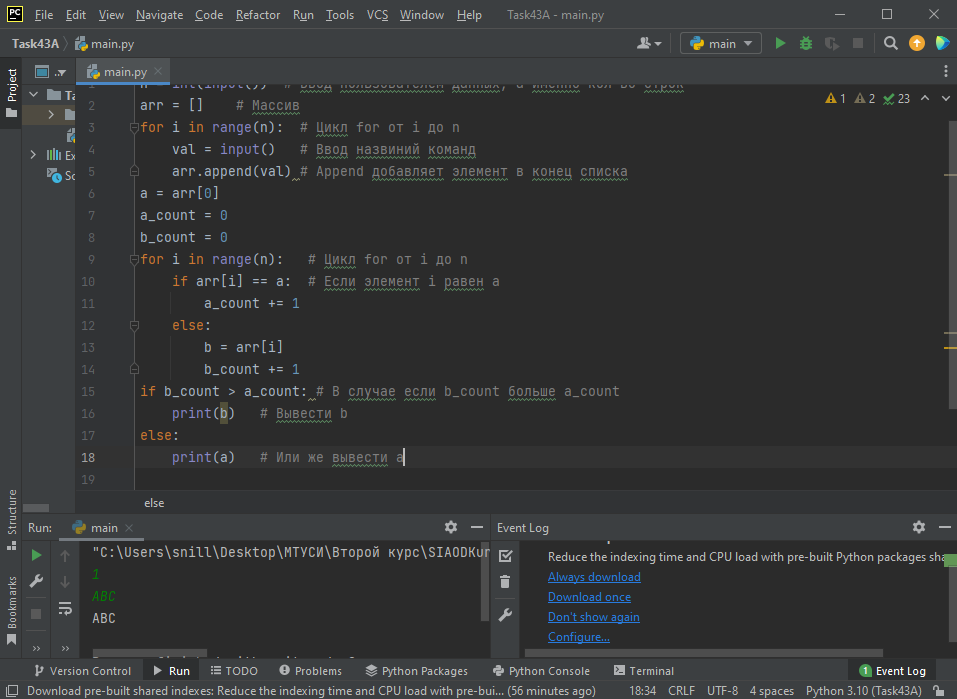 PC File Edit View Navigate Code Refactor Run Tools VCS Window Help Task43A - main.py
Task43A main.py main
Project main.py
1 n = int(input()) # Ввод пользователем данных, а именно кол-во строк
2 arr = [] # Массив
3 for i in range(n): # Цикл for от i до n
4 val = input() # Вводназвиний команд
5 arr.append(val) # Append добавляет элемент в конец списка
6 a = arr[0]
7 a_count = 0
8 b_count = 0
9 for i in range(n): # Цикл for от i до n
10 if arr[i] == a: # Если элемент i равен a
11 a_count += 1
12 else:
13 b = arr[i]
14 b_count += 1
15 if b_count > a_count: # В случае если b_count больше a_count
16 print(b) # Вывести b
17 else:
18 print(a) # Или же вывести a
19
1 2 23
Ta
Ex
Sc
else
Structure
Bookmarks
Run: main
"C:\Users\snill\Desktop\МТУСИ\Второй курс\SIAODKur
1
ABC
ABC
Event Log
Reduce the indexing time and CPU load with pre-built Python packages sha
Always download
Download once
Don't show again
Configure...
Version Control Run TODO Problems Python Packages Python Console Terminal 1 Event Log
Download pre-built shared indexes: Reduce the indexing time and CPU load with pre-bui... (56 minutes ago) 18:34 CRLF UTF-8 4 spaces Python 3.10 (Task43A)